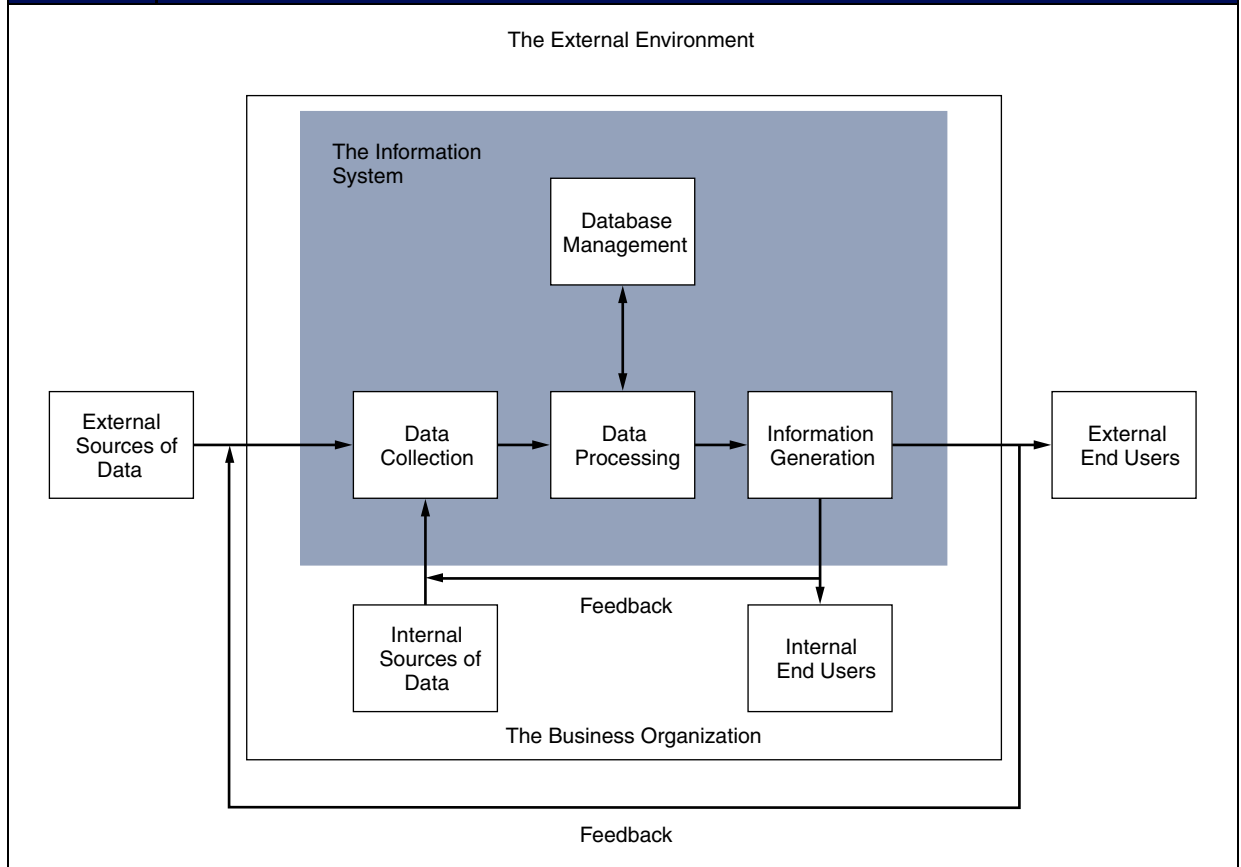 The External Environment
The Information
System
Database
Management
External
Sources of
Data
Data
Collection
Data
Processing
Information
Generation
External
End Users
Feedback
Internal
Sources of
Data
Internal
End Users
The Business Organization
Feedback